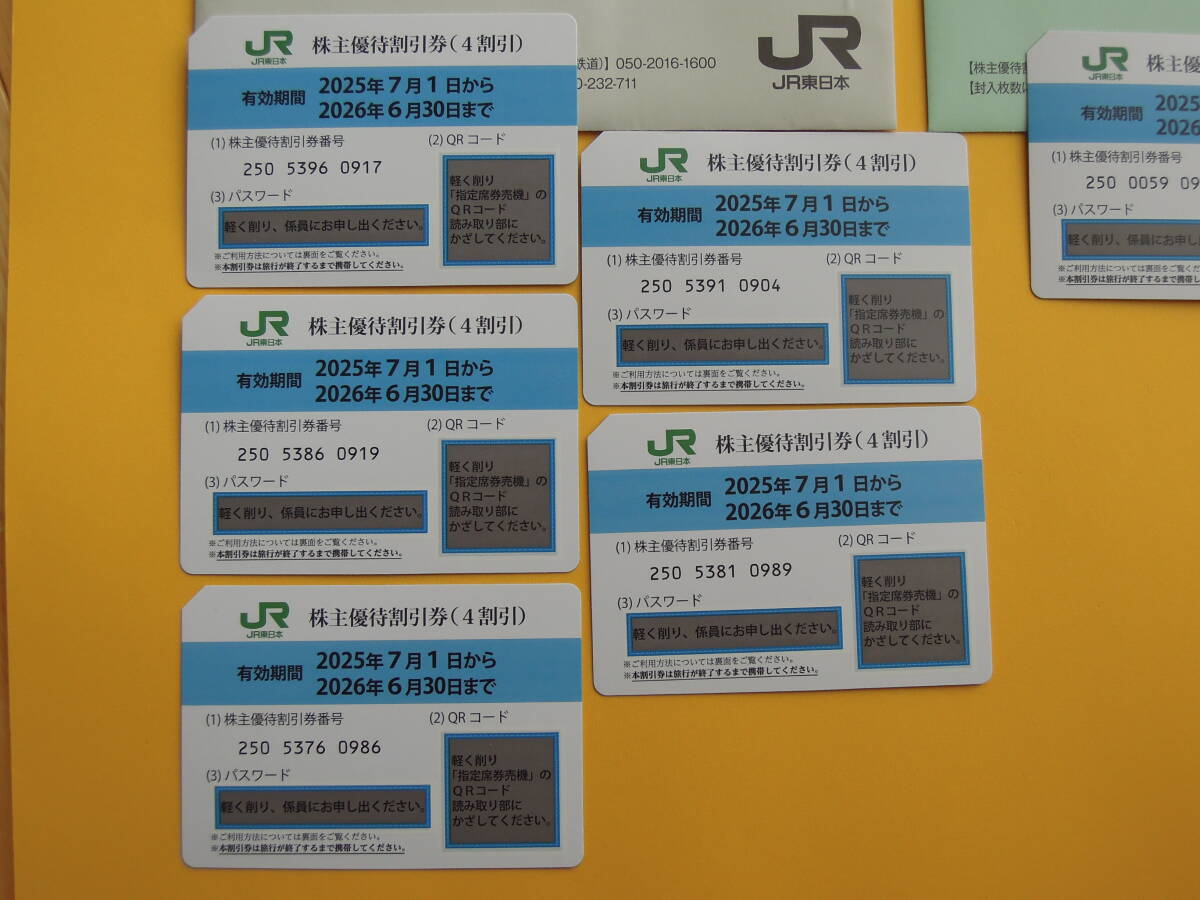 鉄道)】050-2016-1600
0-232-711
JR
JR東日本
【株主優待割
【封入枚数
JR
JR東日本
株主優待割引券(4割引)
有効期間
2025年7月1日から
2026年6月30日まで
(1) 株主優待割引券番号
250 5396 0917
(2) QRコード
軽く削り
「指定席券売機」の
QRコード
読み取り部に
かざしてください。
(3) パスワード
軽く削り、係員にお申し出ください。
※ご利用方法については裏面をご覧ください。
※本割引券は旅行が終了するまで携帯してください。
JR
JR東日本
株主優待割引券(4割引)
有効期間
2025年7月1日から
2026年6月30日まで
(1) 株主優待割引券番号
250 5386 0919
(2) QRコード
軽く削り
「指定席券売機」の
QRコード
読み取り部に
かざしてください。
(3) パスワード
軽く削り、係員にお申し出ください。
※ご利用方法については裏面をご覧ください。
※本割引券は旅行が終了するまで携帯してください。
JR
JR東日本
株主優待割引券(4割引)
有効期間
2025年7月1日から
2026年6月30日まで
(1) 株主優待割引券番号
250 5376 0986
(2) QRコード
軽く削り
「指定席券売機」の
QRコード
読み取り部に
かざしてください。
(3) パスワード
軽く削り、係員にお申し出ください。
※ご利用方法については裏面をご覧ください。
※本割引券は旅行が終了するまで携帯してください。
JR
JR東日本
株主優待割引券(4割引)
有効期間
2025年7月1日から
2026年6月30日まで
(1) 株主優待割引券番号
250 5391 0904
(2) QRコード
軽く削り
「指定席券売機」の
QRコード
読み取り部に
かざしてください。
(3) パスワード
軽く削り、係員にお申し出ください。
※ご利用方法については裏面をご覧ください。
※本割引券は旅行が終了するまで携帯してください。
JR
JR東日本
株主優待割引券(4割引)
有効期間
2025年7月1日から
2026年6月30日まで
(1) 株主優待割引券番号
250 5381 0989
(2) QRコード
軽く削り
「指定席券売機」の
QRコード
読み取り部に
かざしてください。
(3) パスワード
軽く削り、係員にお申し出ください。
※ご利用方法については裏面をご覧ください。
※本割引券は旅行が終了するまで携帯してください。
JR
JR東日本
株主優
有効期間
2025
2026
(1) 株主優待割引券番号
250 0059 09
(3) パスワード
軽く削り、係員にお申し出
※ご利用方法については裏面をご覧くださ
※本割引券は旅行が終了するまで携帯し